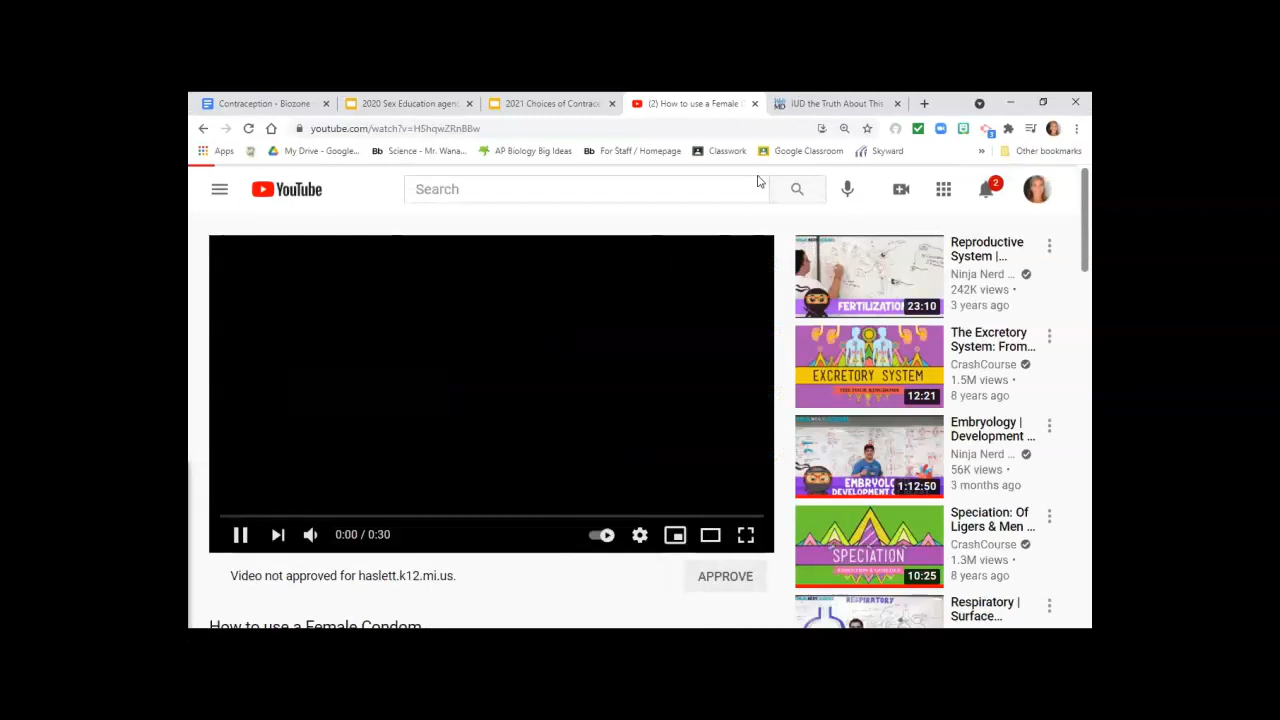 Contraception - Biozone
2020 Sex Education agen
2021 Choices of Contrace
(2) How to use a Female C
IUD the Truth About This
youtube.com/watch?v=H5hqwZRnBBw
Apps
My Drive - Google...
Bb Science - Mr. Wana...
AP Biology Big Ideas
Bb For Staff / Homepage
Classwork
Google Classroom
Skyward
»
Other bookmarks
YouTube
Search
2
Reproductive
System |...
Ninja Nerd ...
242K views •
3 years ago
FERTILIZATION
23:10
The Excretory
System: From...
CrashCourse
1.5M views •
8 years ago
EXCRETORY SYSTEM
12:21
Embryology |
Development ...
Ninja Nerd ...
56K views •
3 months ago
EMBRYOLO
DEVELOPMENT
1:12:50
Speciation: Of
Ligers & Men ...
CrashCourse
1.3M views •
8 years ago
SPECIATION
10:25
Respiratory |
Surface...
RESPIRATORY
0:00 / 0:30
Video not approved for haslett.k12.mi.us.
APPROVE
How to use a Female Condom